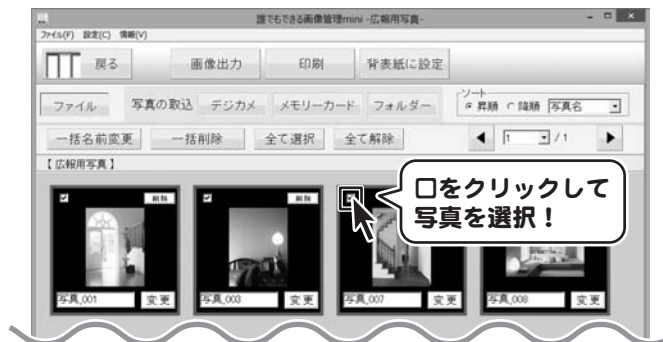 誰でもできる画像管理mini -広報用写真-
ファイル(F) 設定(C) 情報(V)
戻る 画像出力 印刷 背表紙に設定
ファイル 写真の取込 デジカメ メモリーカード フォルダー
ソート
昇順 降順 写真名
一括名前変更 一括削除 全て選択 全て解除 1 / 1
【広報用写真】
削除 削除
□をクリックして
写真を選択！
写真_001 変更 写真_003 変更 写真_007 変更 写真_008 変更